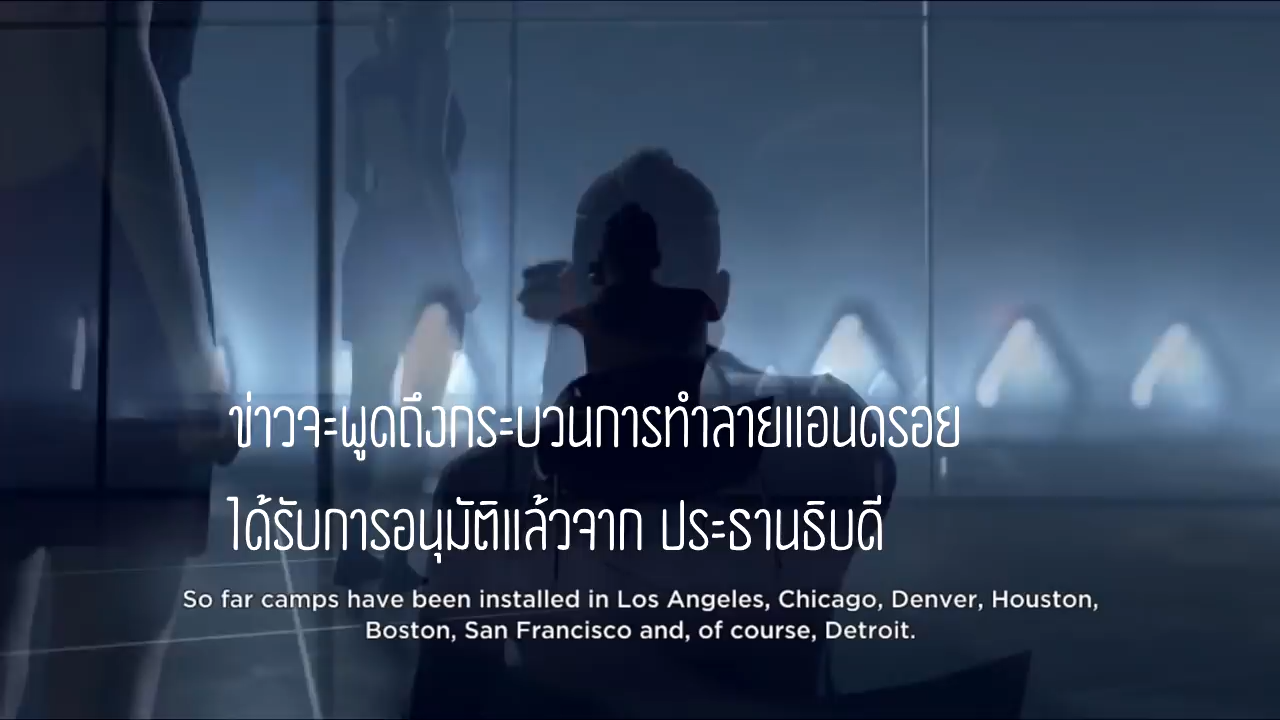 ข่าวจะพูดถึงกระบวนการทำลายแอนดรอย
ได้รับการอนุมัติแล้วจาก ประธานธิบดี
So far camps have been installed in Los Angeles, Chicago, Denver, Houston,
Boston, San Francisco and, of course, Detroit.